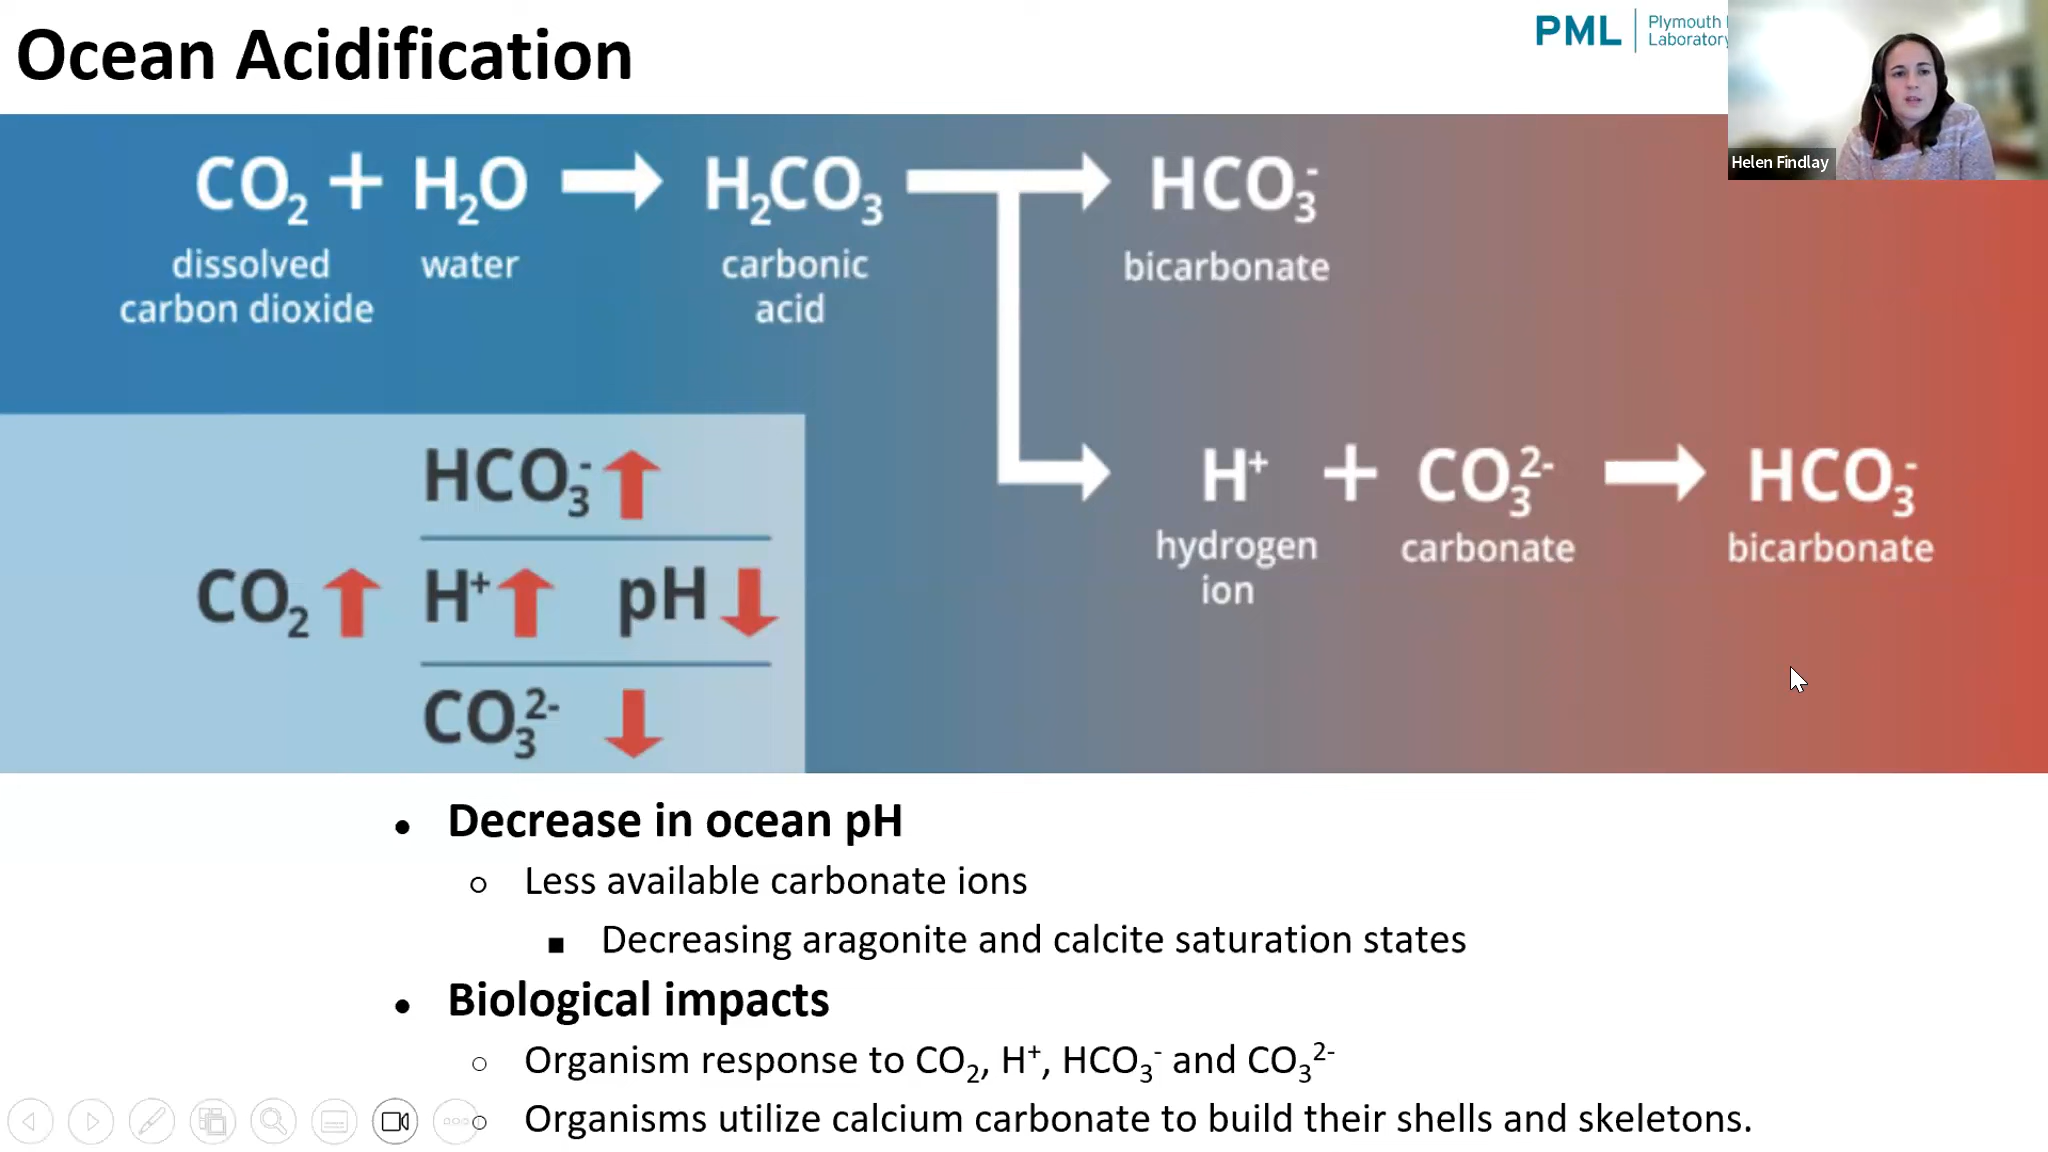 Ocean Acidification
PML
Plymouth
Laboratory
Helen Findlay
CO₂ + H₂O → H₂CO₃ → HCO₃⁻
dissolved carbon dioxide
water
carbonic acid
bicarbonate
H⁺ + CO₃²⁻ → HCO₃⁻
hydrogen ion
carbonate
bicarbonate
HCO₃⁻
CO₂ H⁺ pH
CO₃²⁻
• Decrease in ocean pH
○ Less available carbonate ions
■ Decreasing aragonite and calcite saturation states
• Biological impacts
○ Organism response to CO₂, H⁺, HCO₃⁻ and CO₃²⁻
○ Organisms utilize calcium carbonate to build their shells and skeletons.